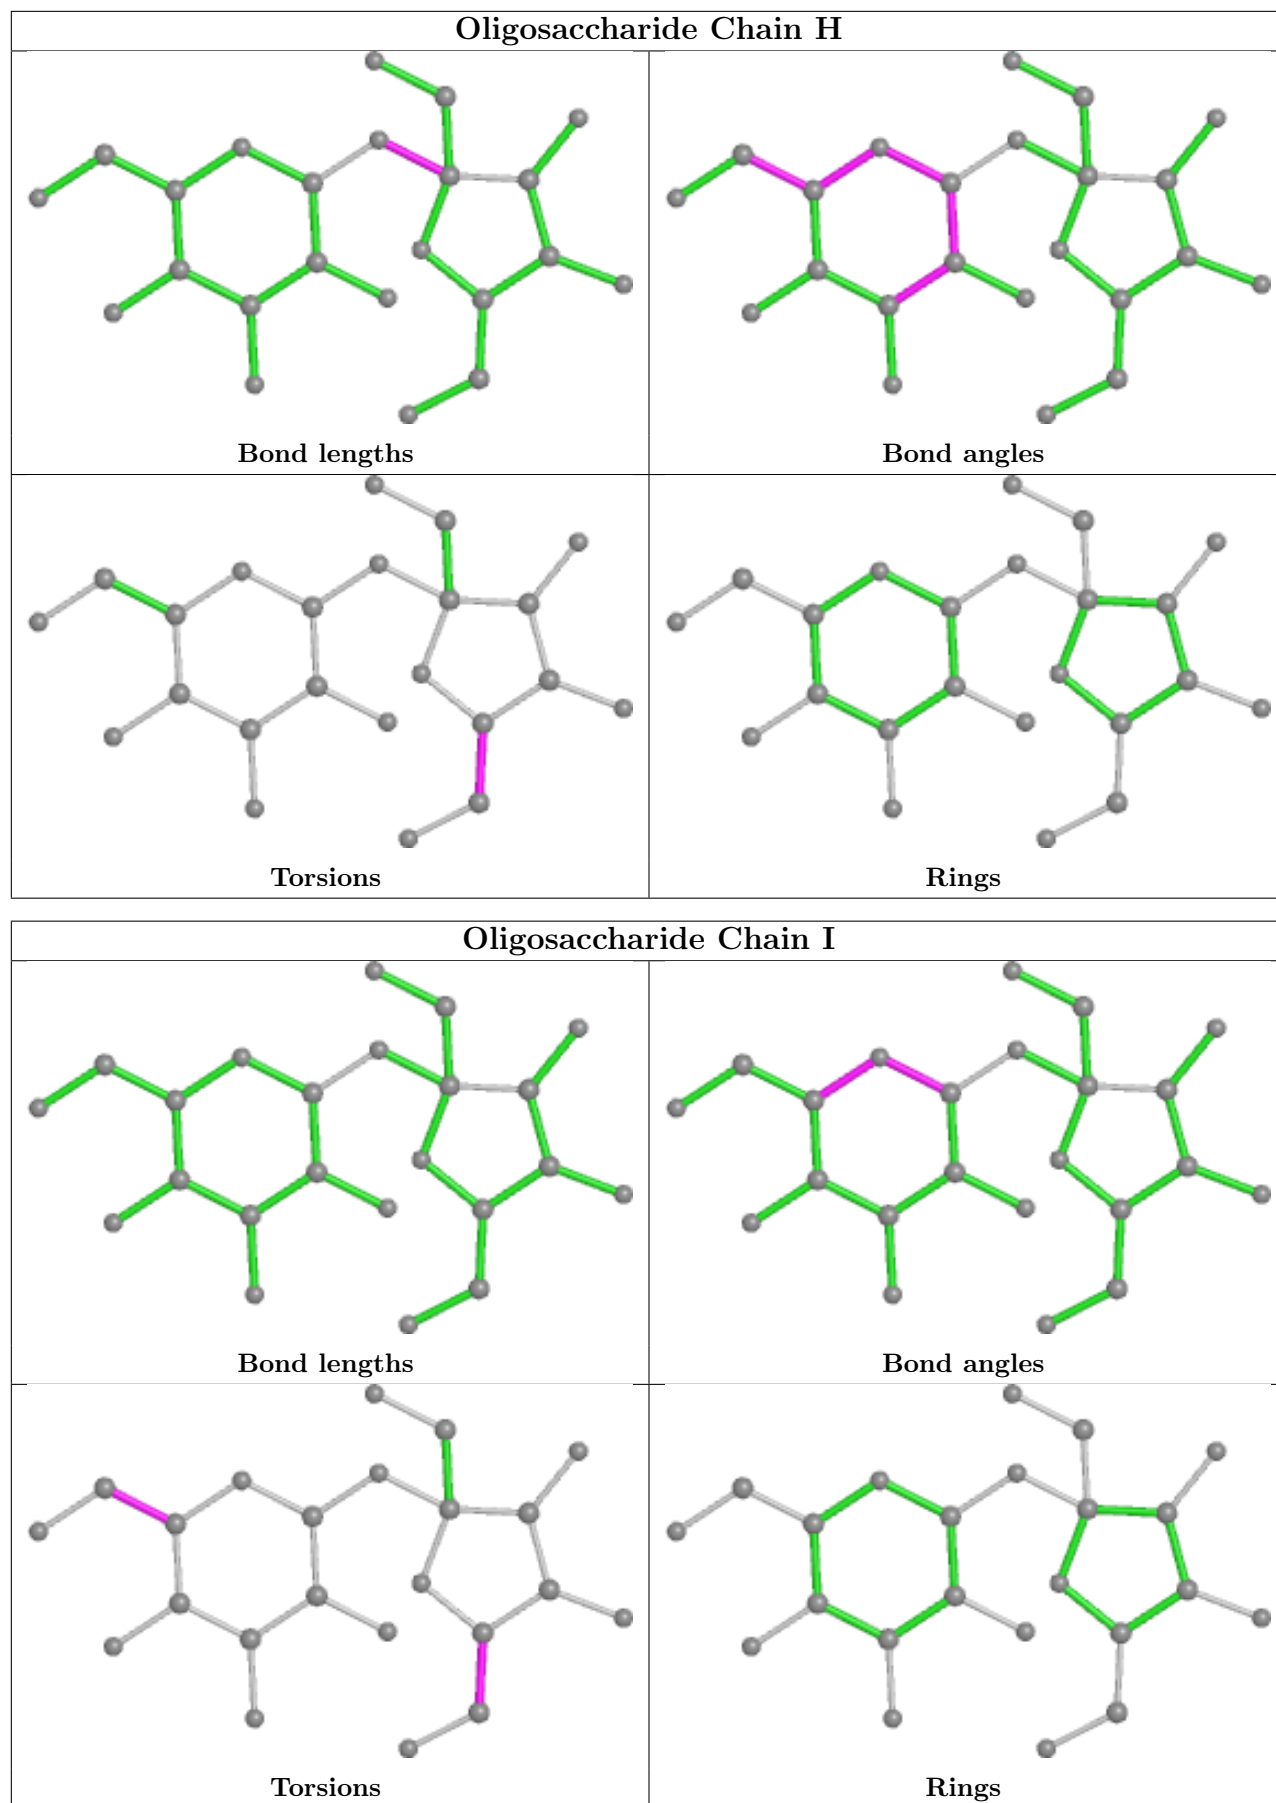 Oligosaccharide Chain H
Bond lengths
Bond angles
Torsions
Rings
Oligosaccharide Chain I
Bond lengths
Bond angles
Torsions
Rings